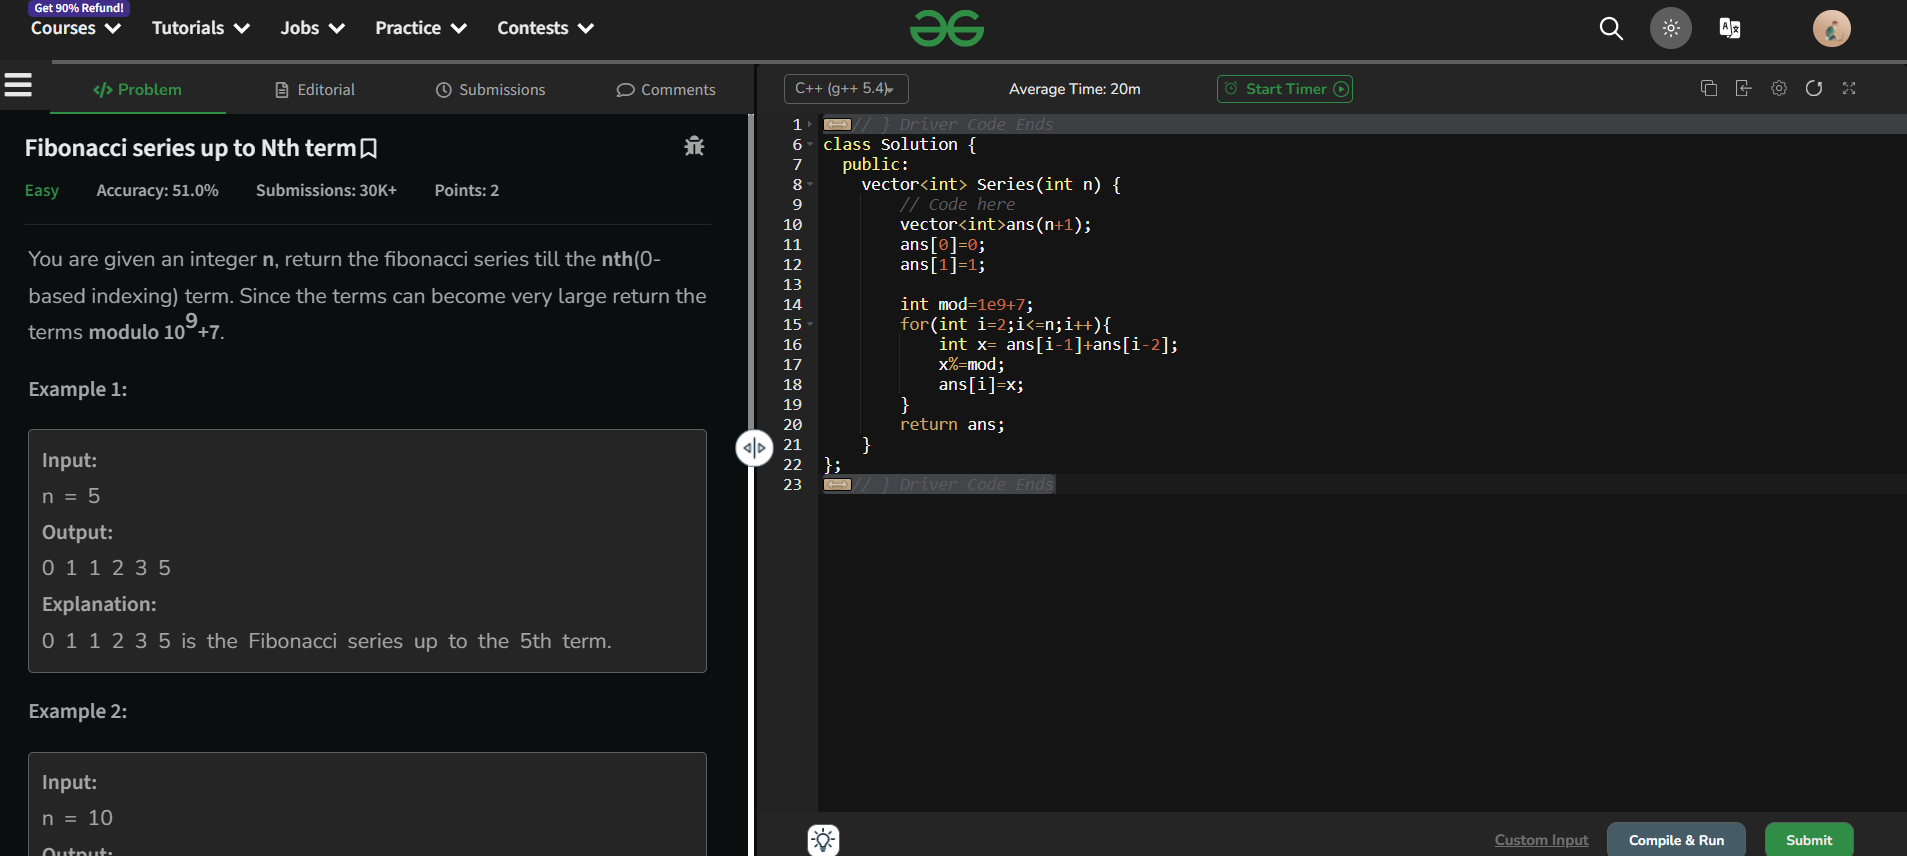 Get 90% Refund!
Courses Tutorials Jobs Practice Contests
Problem Editorial Submissions Comments
Fibonacci series up to Nth term
Easy Accuracy: 51.0% Submissions: 30K+ Points: 2
You are given an integer n, return the fibonacci series till the nth(0-
based indexing) term. Since the terms can become very large return the
terms modulo 10^9+7.
Example 1:
Input:
n = 5
Output:
0 1 1 2 3 5
Explanation:
0 1 1 2 3 5 is the Fibonacci series up to the 5th term.
Example 2:
Input:
n = 10
Output:
C++ (g++ 5.4) Average Time: 20m Start Timer
1 // } Driver Code Ends
6 class Solution {
7 public:
8 vector<int> Series(int n) {
9 // Code here
10 vector<int>ans(n+1);
11 ans[0]=0;
12 ans[1]=1;
13
14 int mod=1e9+7;
15 for(int i=2;i<=n;i++){
16 int x= ans[i-1]+ans[i-2];
17 x%=mod;
18 ans[i]=x;
19 }
20 return ans;
21 }
22 };
23 // } Driver Code Ends
Custom Input Compile & Run Submit